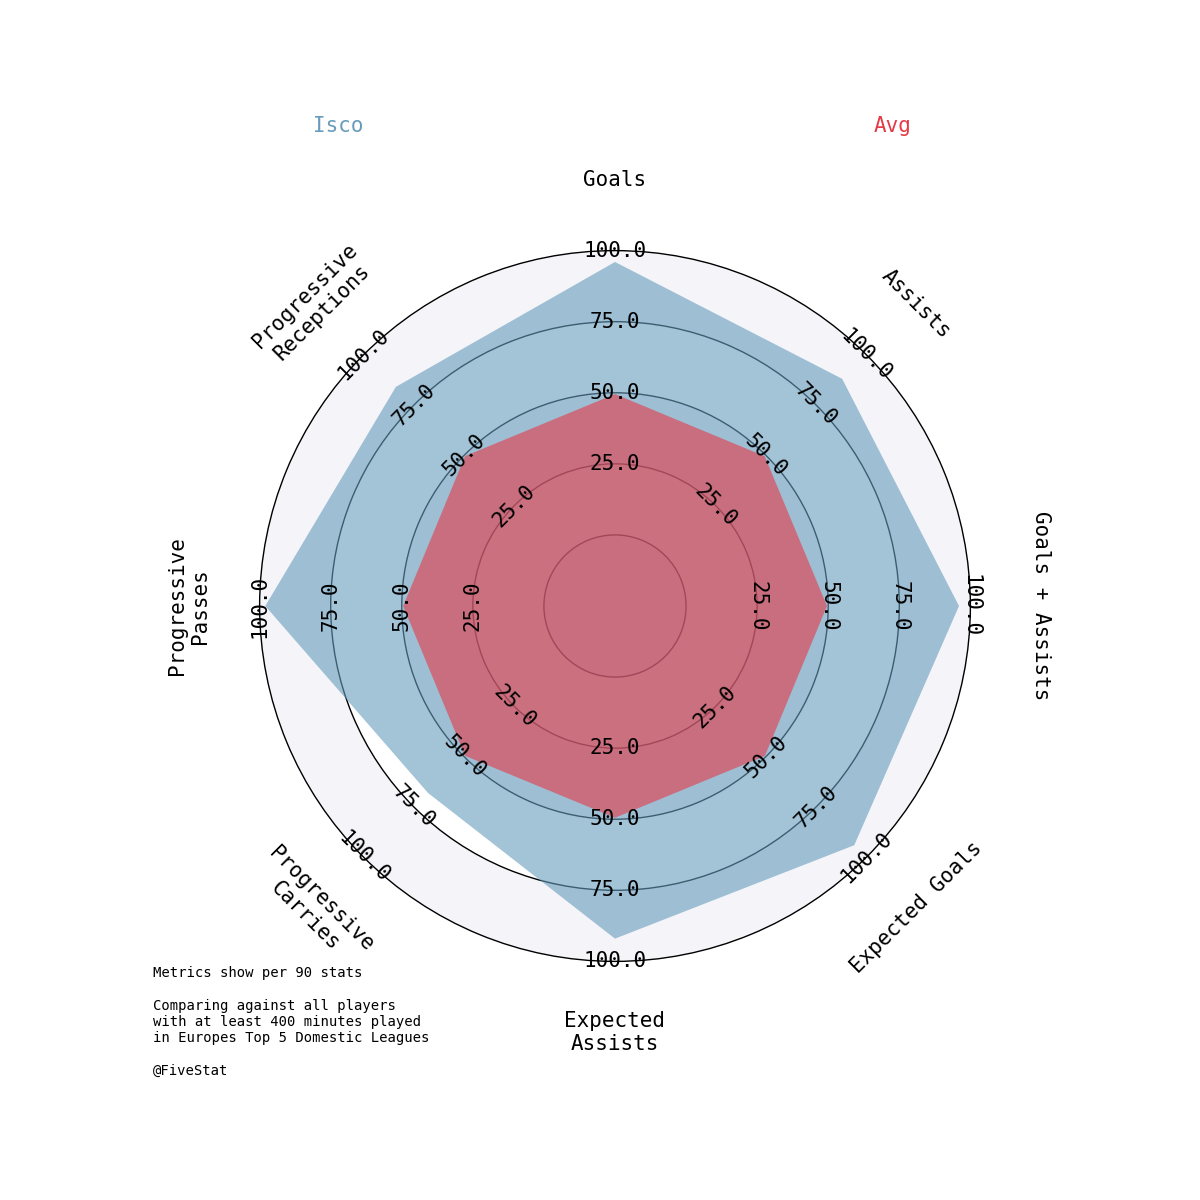 Isco
Avg
Goals
Assists
Goals + Assists
Expected Goals
Expected
Assists
Progressive
Carries
Progressive
Passes
Progressive
Receptions
25.0
50.0
75.0
100.0
25.0
50.0
75.0
100.0
25.0
50.0
75.0
100.0
25.0
50.0
75.0
100.0
25.0
50.0
75.0
100.0
25.0
50.0
75.0
100.0
25.0
50.0
75.0
100.0
25.0
50.0
75.0
100.0
Metrics show per 90 stats
Comparing against all players
with at least 400 minutes played
in Europes Top 5 Domestic Leagues
@FiveStat